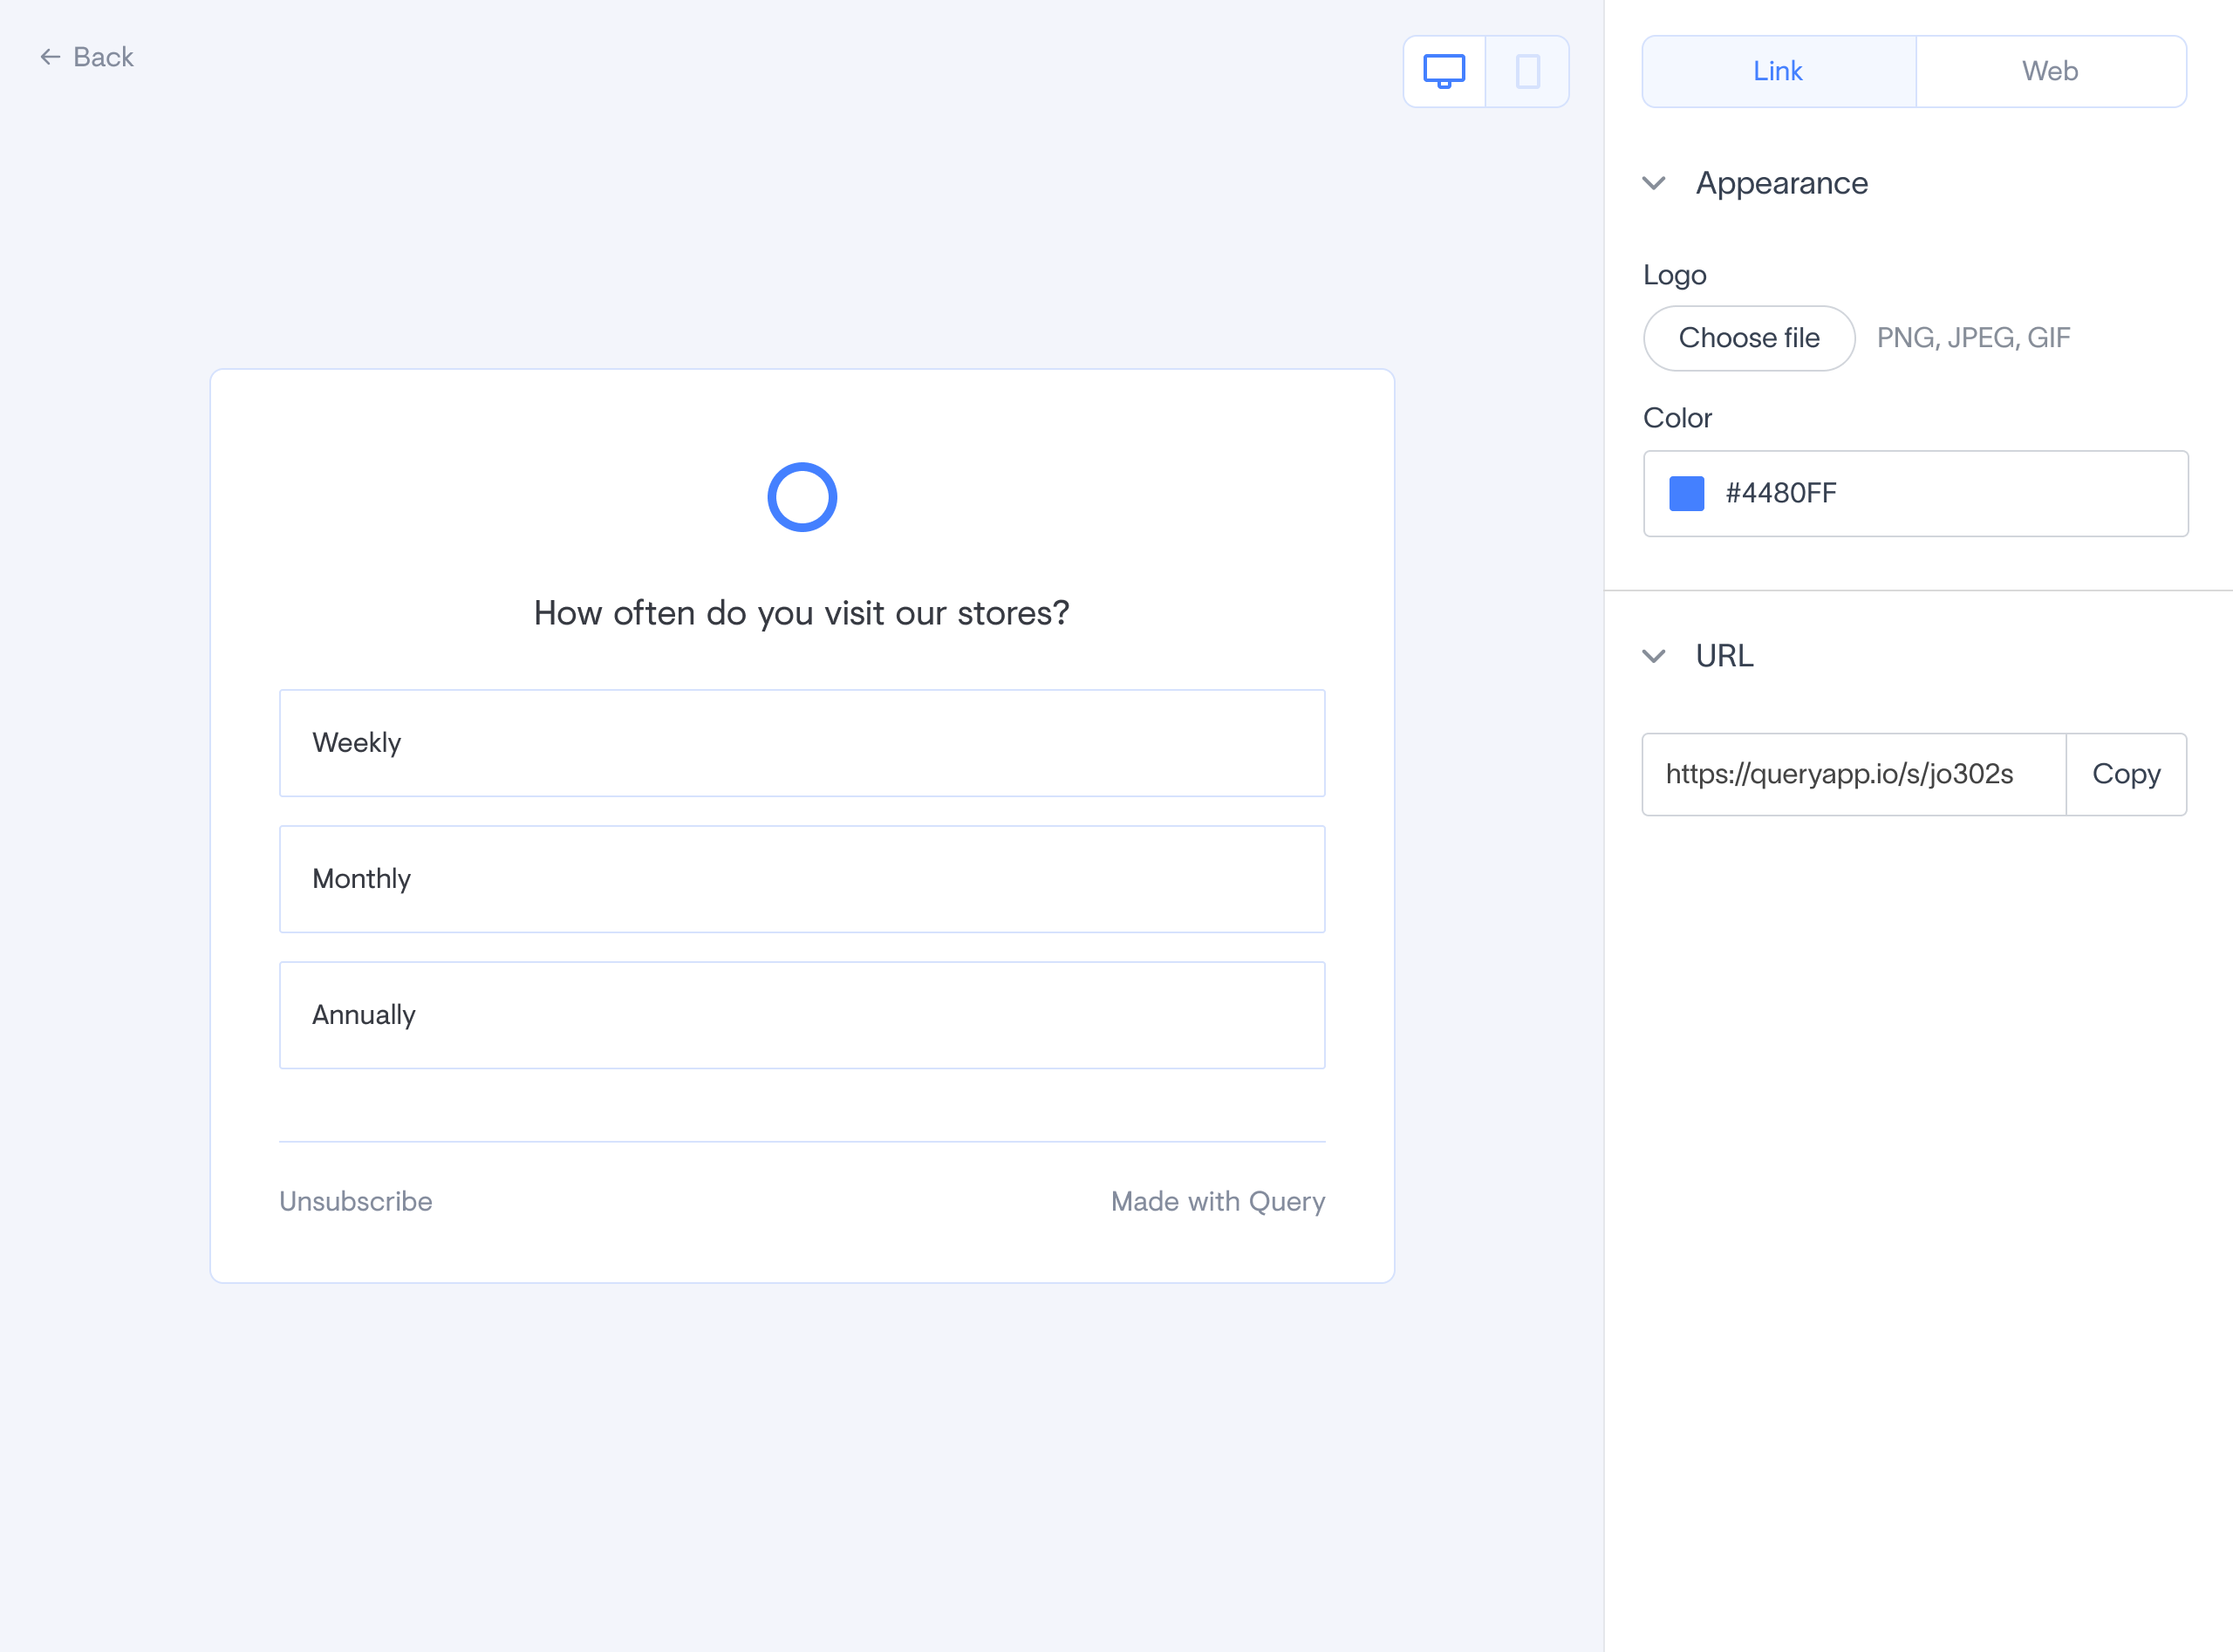 Back
How often do you visit our stores?
Weekly
Monthly
Annually
Unsubscribe
Made with Query
Link
Web
Appearance
Logo
Choose file
PNG, JPEG, GIF
Color
#4480FF
URL
https://queryapp.io/s/jo302s
Copy